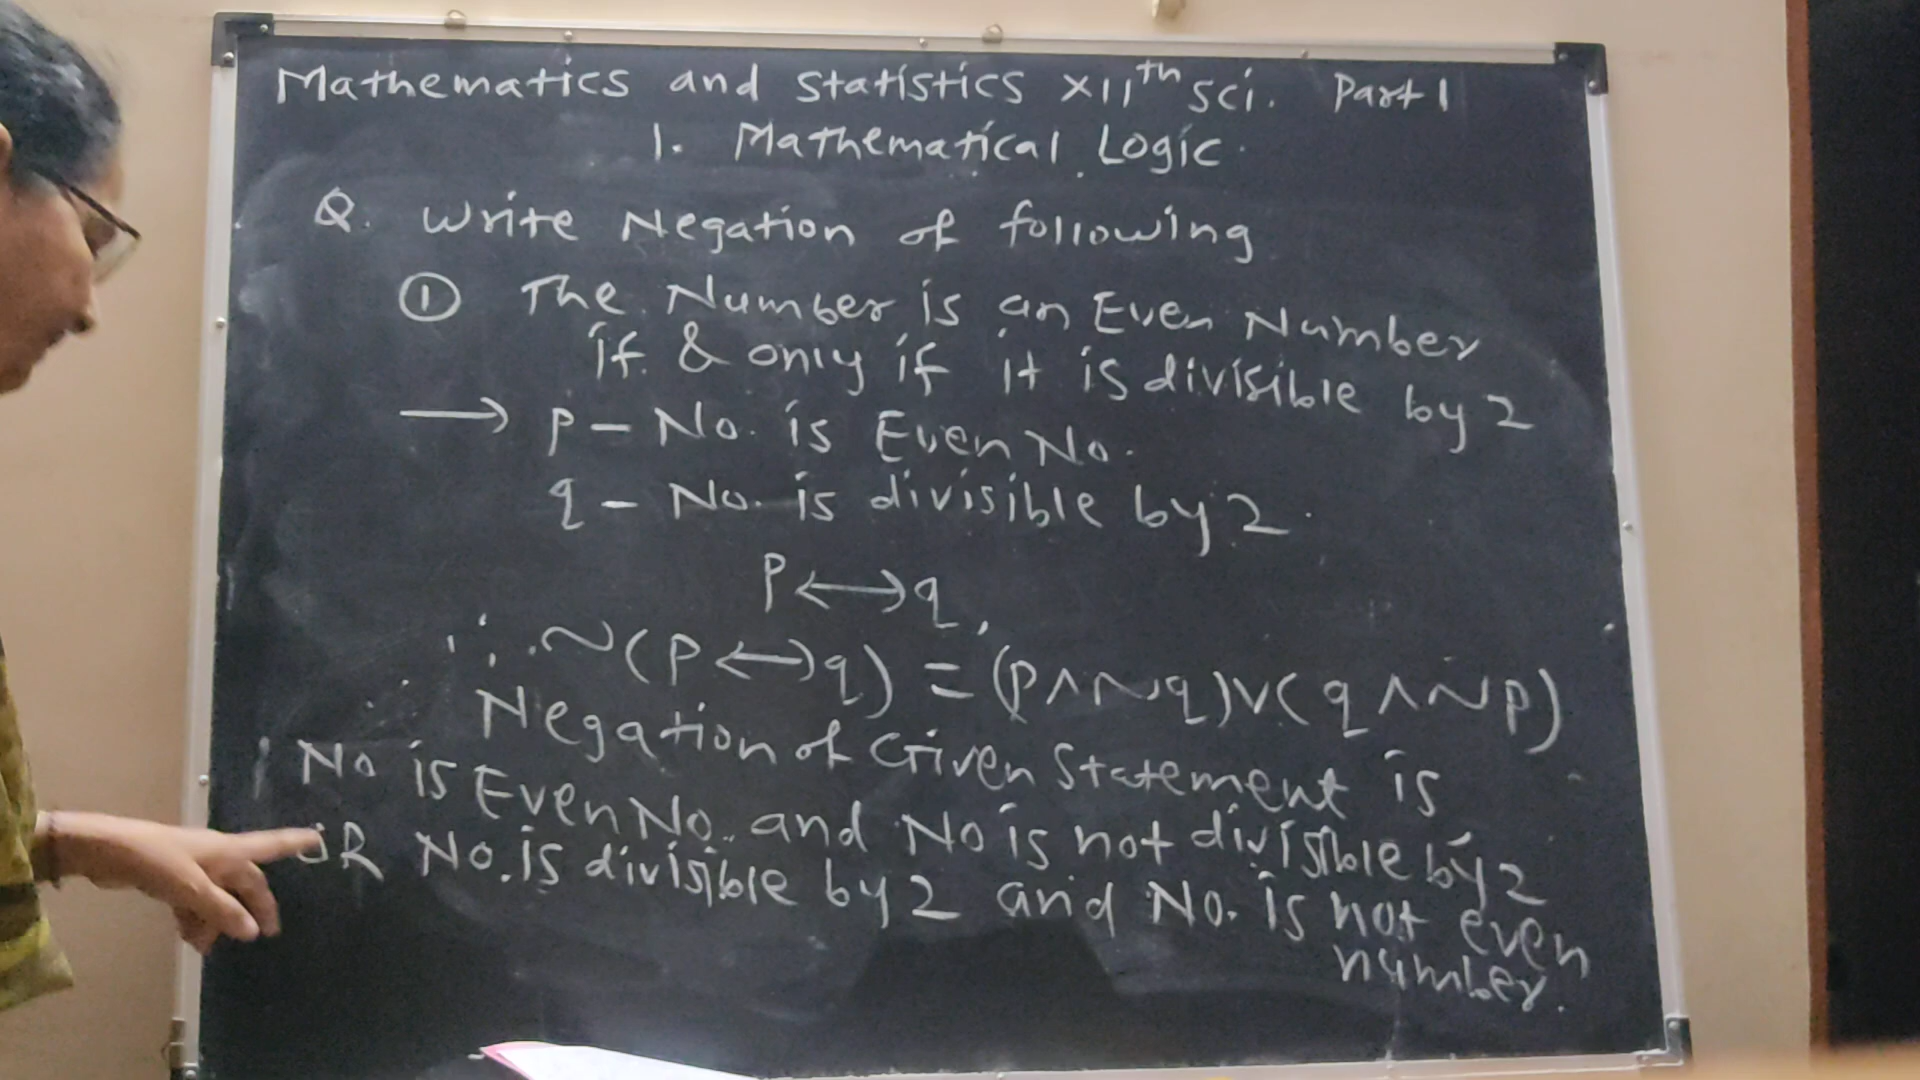 Mathematics and Statistics XIIth Sci. Part 1
1. Mathematical Logic.
Q. Write Negation of following
① The Number is an Even Number
if & only if it is divisible by 2
→ p - No. is Even No.
q - No. is divisible by 2.
p ↔ q,
∴ ~(p ↔ q) = (p ∧ ~q) ∨ (q ∧ ~p)
Negation of Given Statement is
No is Even No. and No is not divisible by 2
OR No. is divisible by 2 and No. is not even
number.